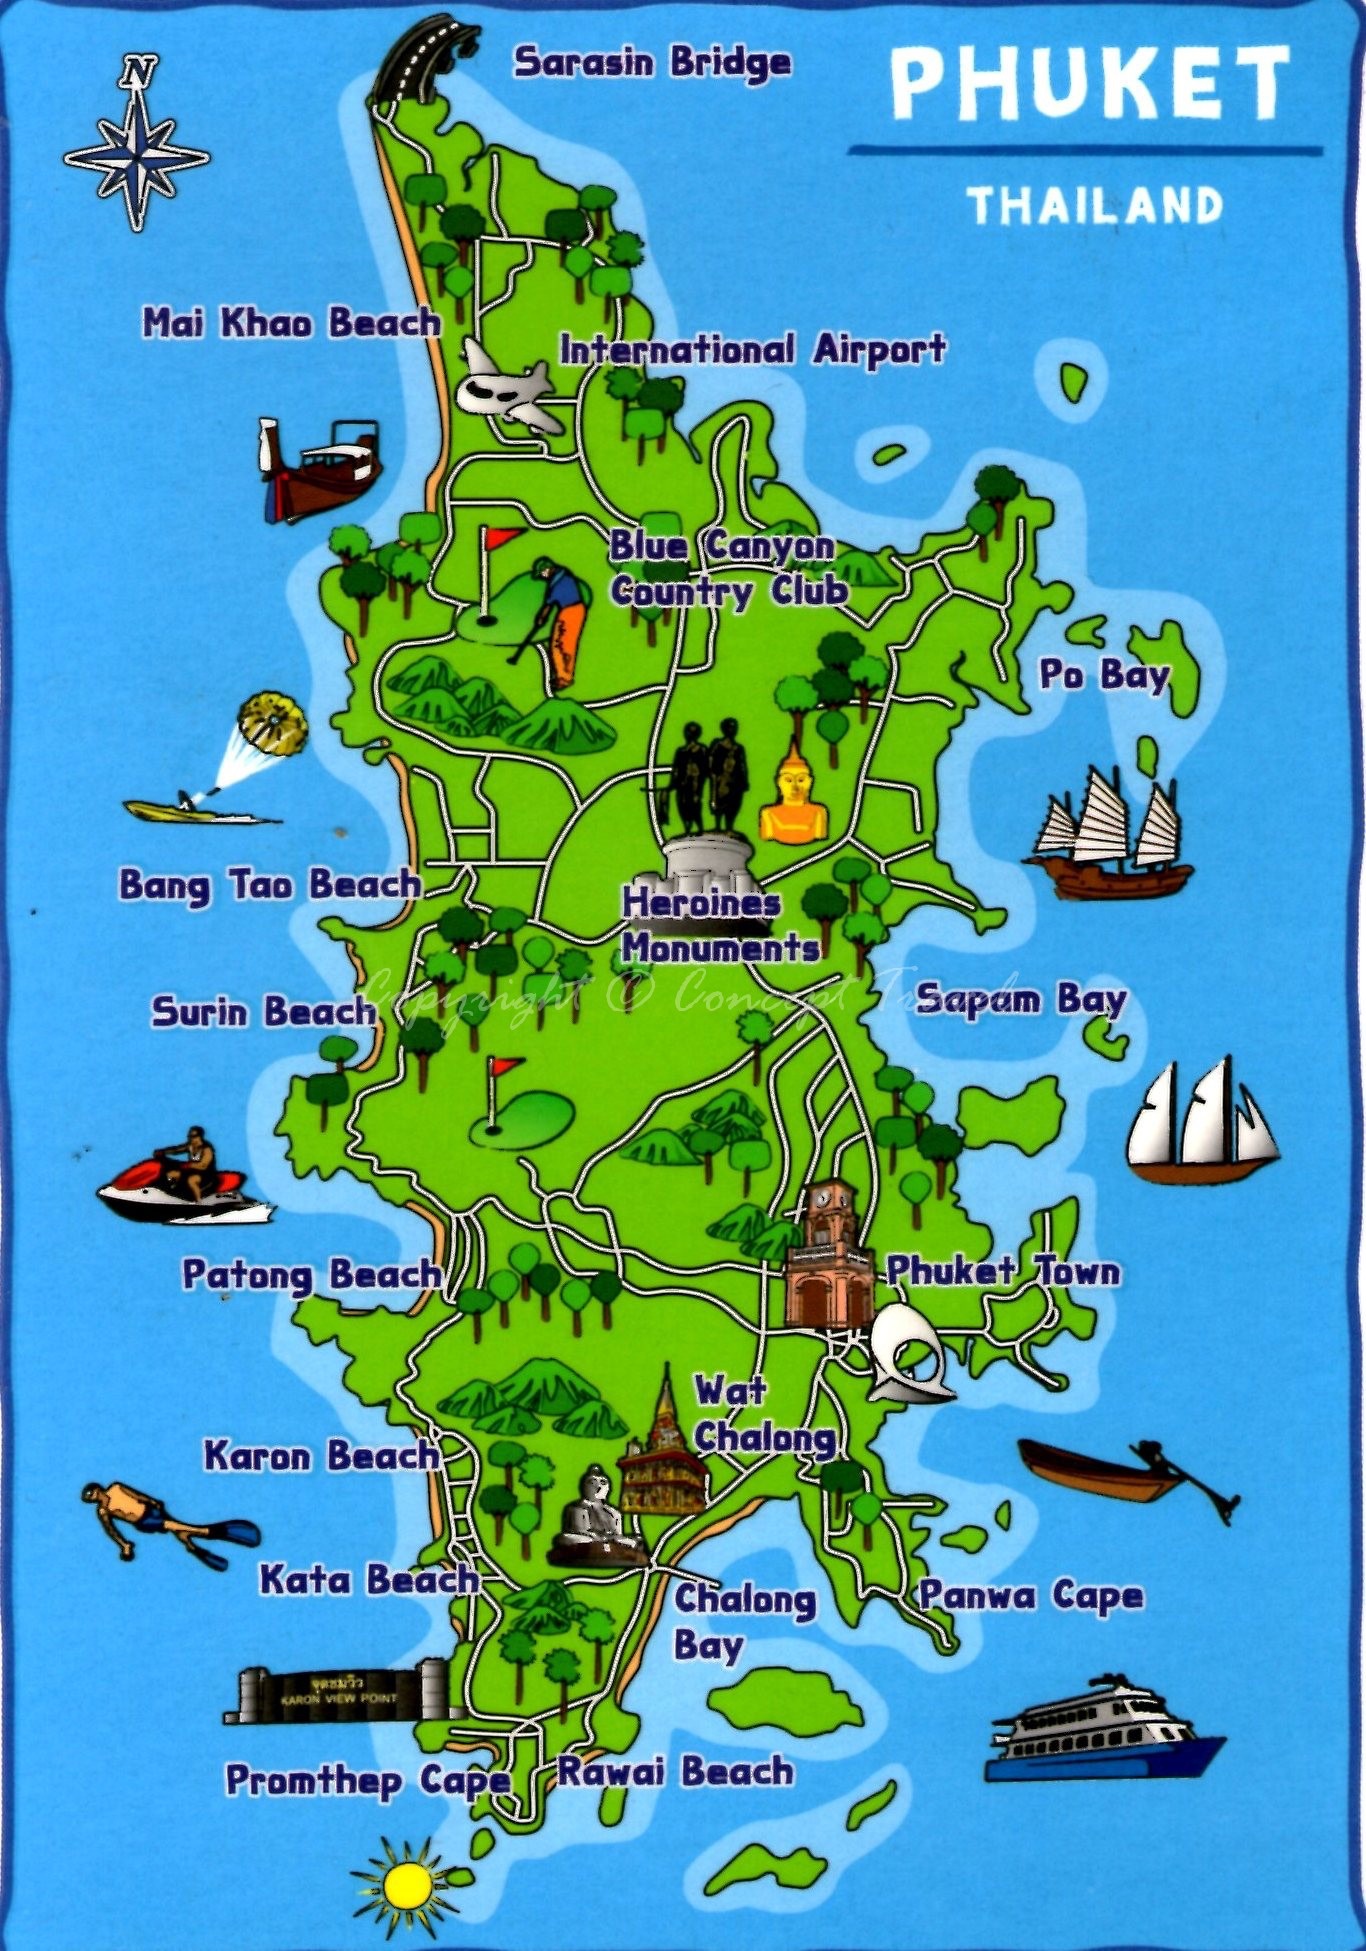 N
Sarasin Bridge
PHUKET
THAILAND
Mai Khao Beach
International Airport
Blue Canyon
Country Club
Po Bay
Bang Tao Beach
Heroines
Monuments
Surin Beach
Copyright © Concept Travel
Sapam Bay
Patong Beach
Phuket Town
Wat
Chalong
Karon Beach
Kata Beach
Chalong
Bay
Panwa Cape
จุดชมวิว
KARON VIEW POINT
Promthep Cape
Rawai Beach